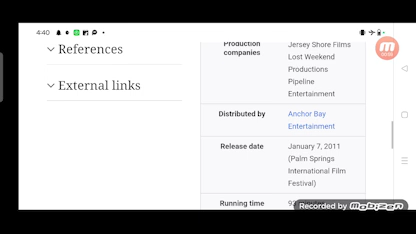 4:40
References
External links
Production companies
Jersey Shore Films
Lost Weekend
Productions
Pipeline
Entertainment
Distributed by
Anchor Bay
Entertainment
Release date
January 7, 2011
(Palm Springs
International Film
Festival)
Running time
Recorded by mobizen